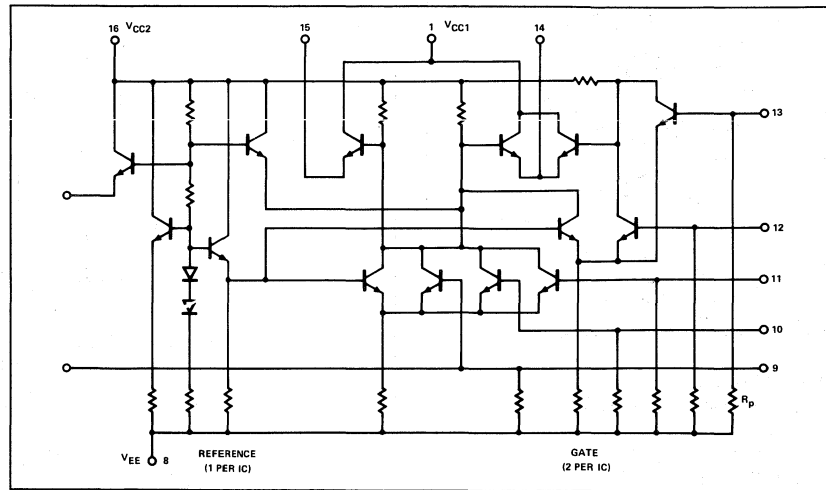 16 VCC2
15
1 VCC1
14
13
12
11
10
9
Rp
VEE 8
REFERENCE
(1 PER IC)
GATE
(2 PER IC)